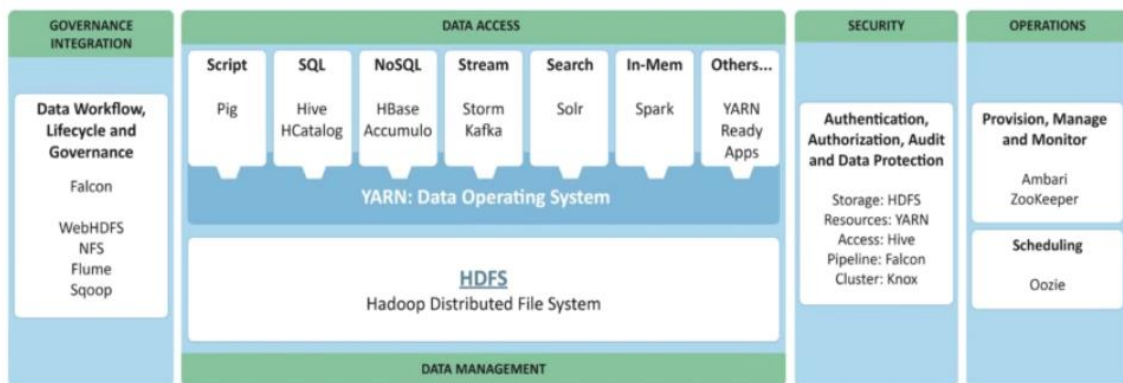 GOVERNANCE
INTEGRATION
Data Workflow,
Lifecycle and
Governance
Falcon
WebHDFS
NFS
Flume
Sqoop
DATA ACCESS
Script
Pig
SQL
Hive
HCatalog
NoSQL
HBase
Accumulo
Stream
Storm
Kafka
Search
Solr
In-Mem
Spark
Others...
YARN
Ready
Apps
YARN: Data Operating System
HDFS
Hadoop Distributed File System
DATA MANAGEMENT
SECURITY
Authentication,
Authorization, Audit
and Data Protection
Storage: HDFS
Resources: YARN
Access: Hive
Pipeline: Falcon
Cluster: Knox
OPERATIONS
Provision, Manage
and Monitor
Ambari
ZooKeeper
Scheduling
Oozie